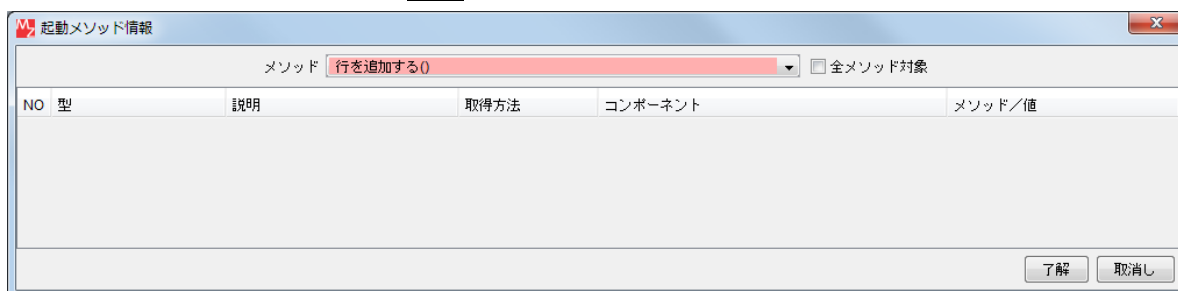 起動メソッド情報
メソッド 行を追加する() 全メソッド対象
NO 型 説明 取得方法 コンポーネント メソッド／値
了解 取消し